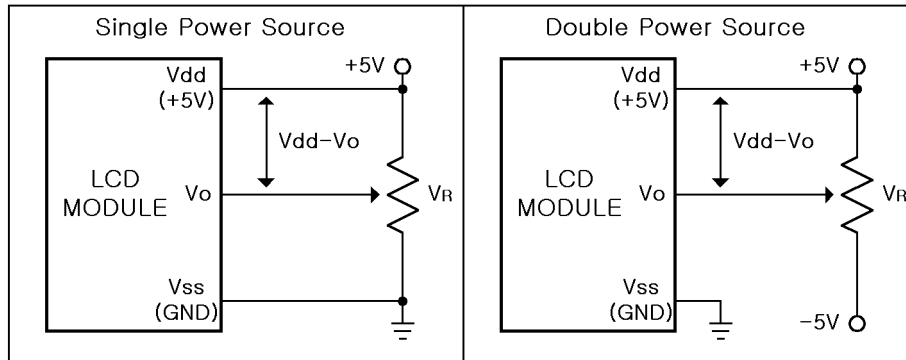 Single Power Source
+5V
Vdd
(+5V)
Vdd-Vo
LCD
MODULE
Vo
VR
Vss
(GND)
Double Power Source
+5V
Vdd
(+5V)
Vdd-Vo
LCD
MODULE
Vo
VR
Vss
(GND)
-5V